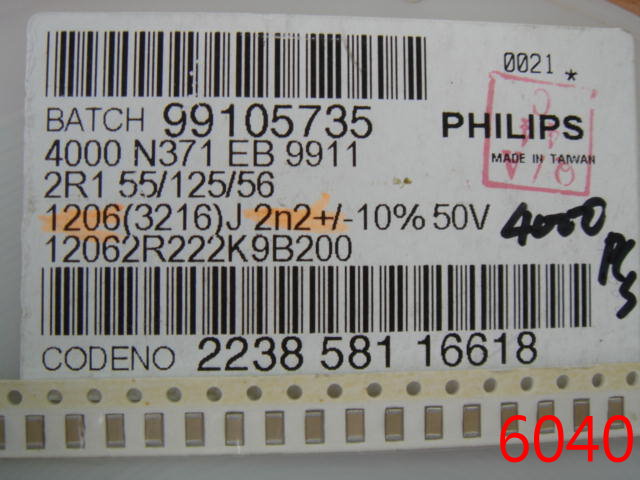 0021 *
BATCH 99105735
PHILIPS
MADE IN TAIWAN
4000 N371 EB 9911
2R1 55/125/56
1206(3216)J 2n2+/-10% 50V
4000
PCS
12062R222K9B200
CODENO 2238 581 16618
6040